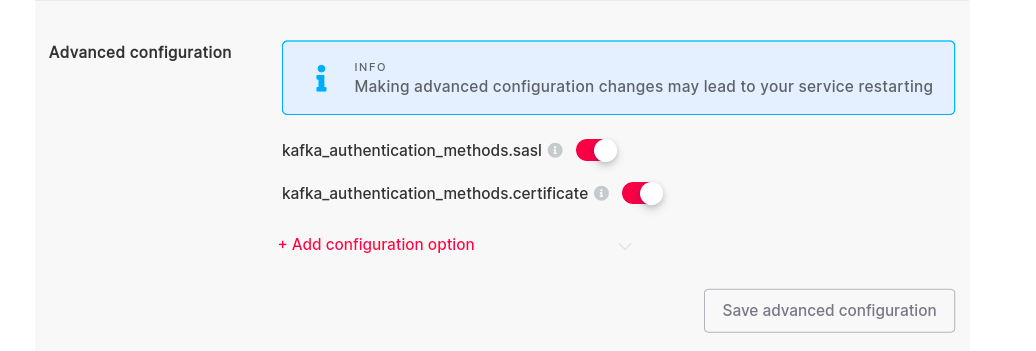 Advanced configuration
INFO
Making advanced configuration changes may lead to your service restarting
kafka_authentication_methods.sasl
kafka_authentication_methods.certificate
+ Add configuration option
Save advanced configuration